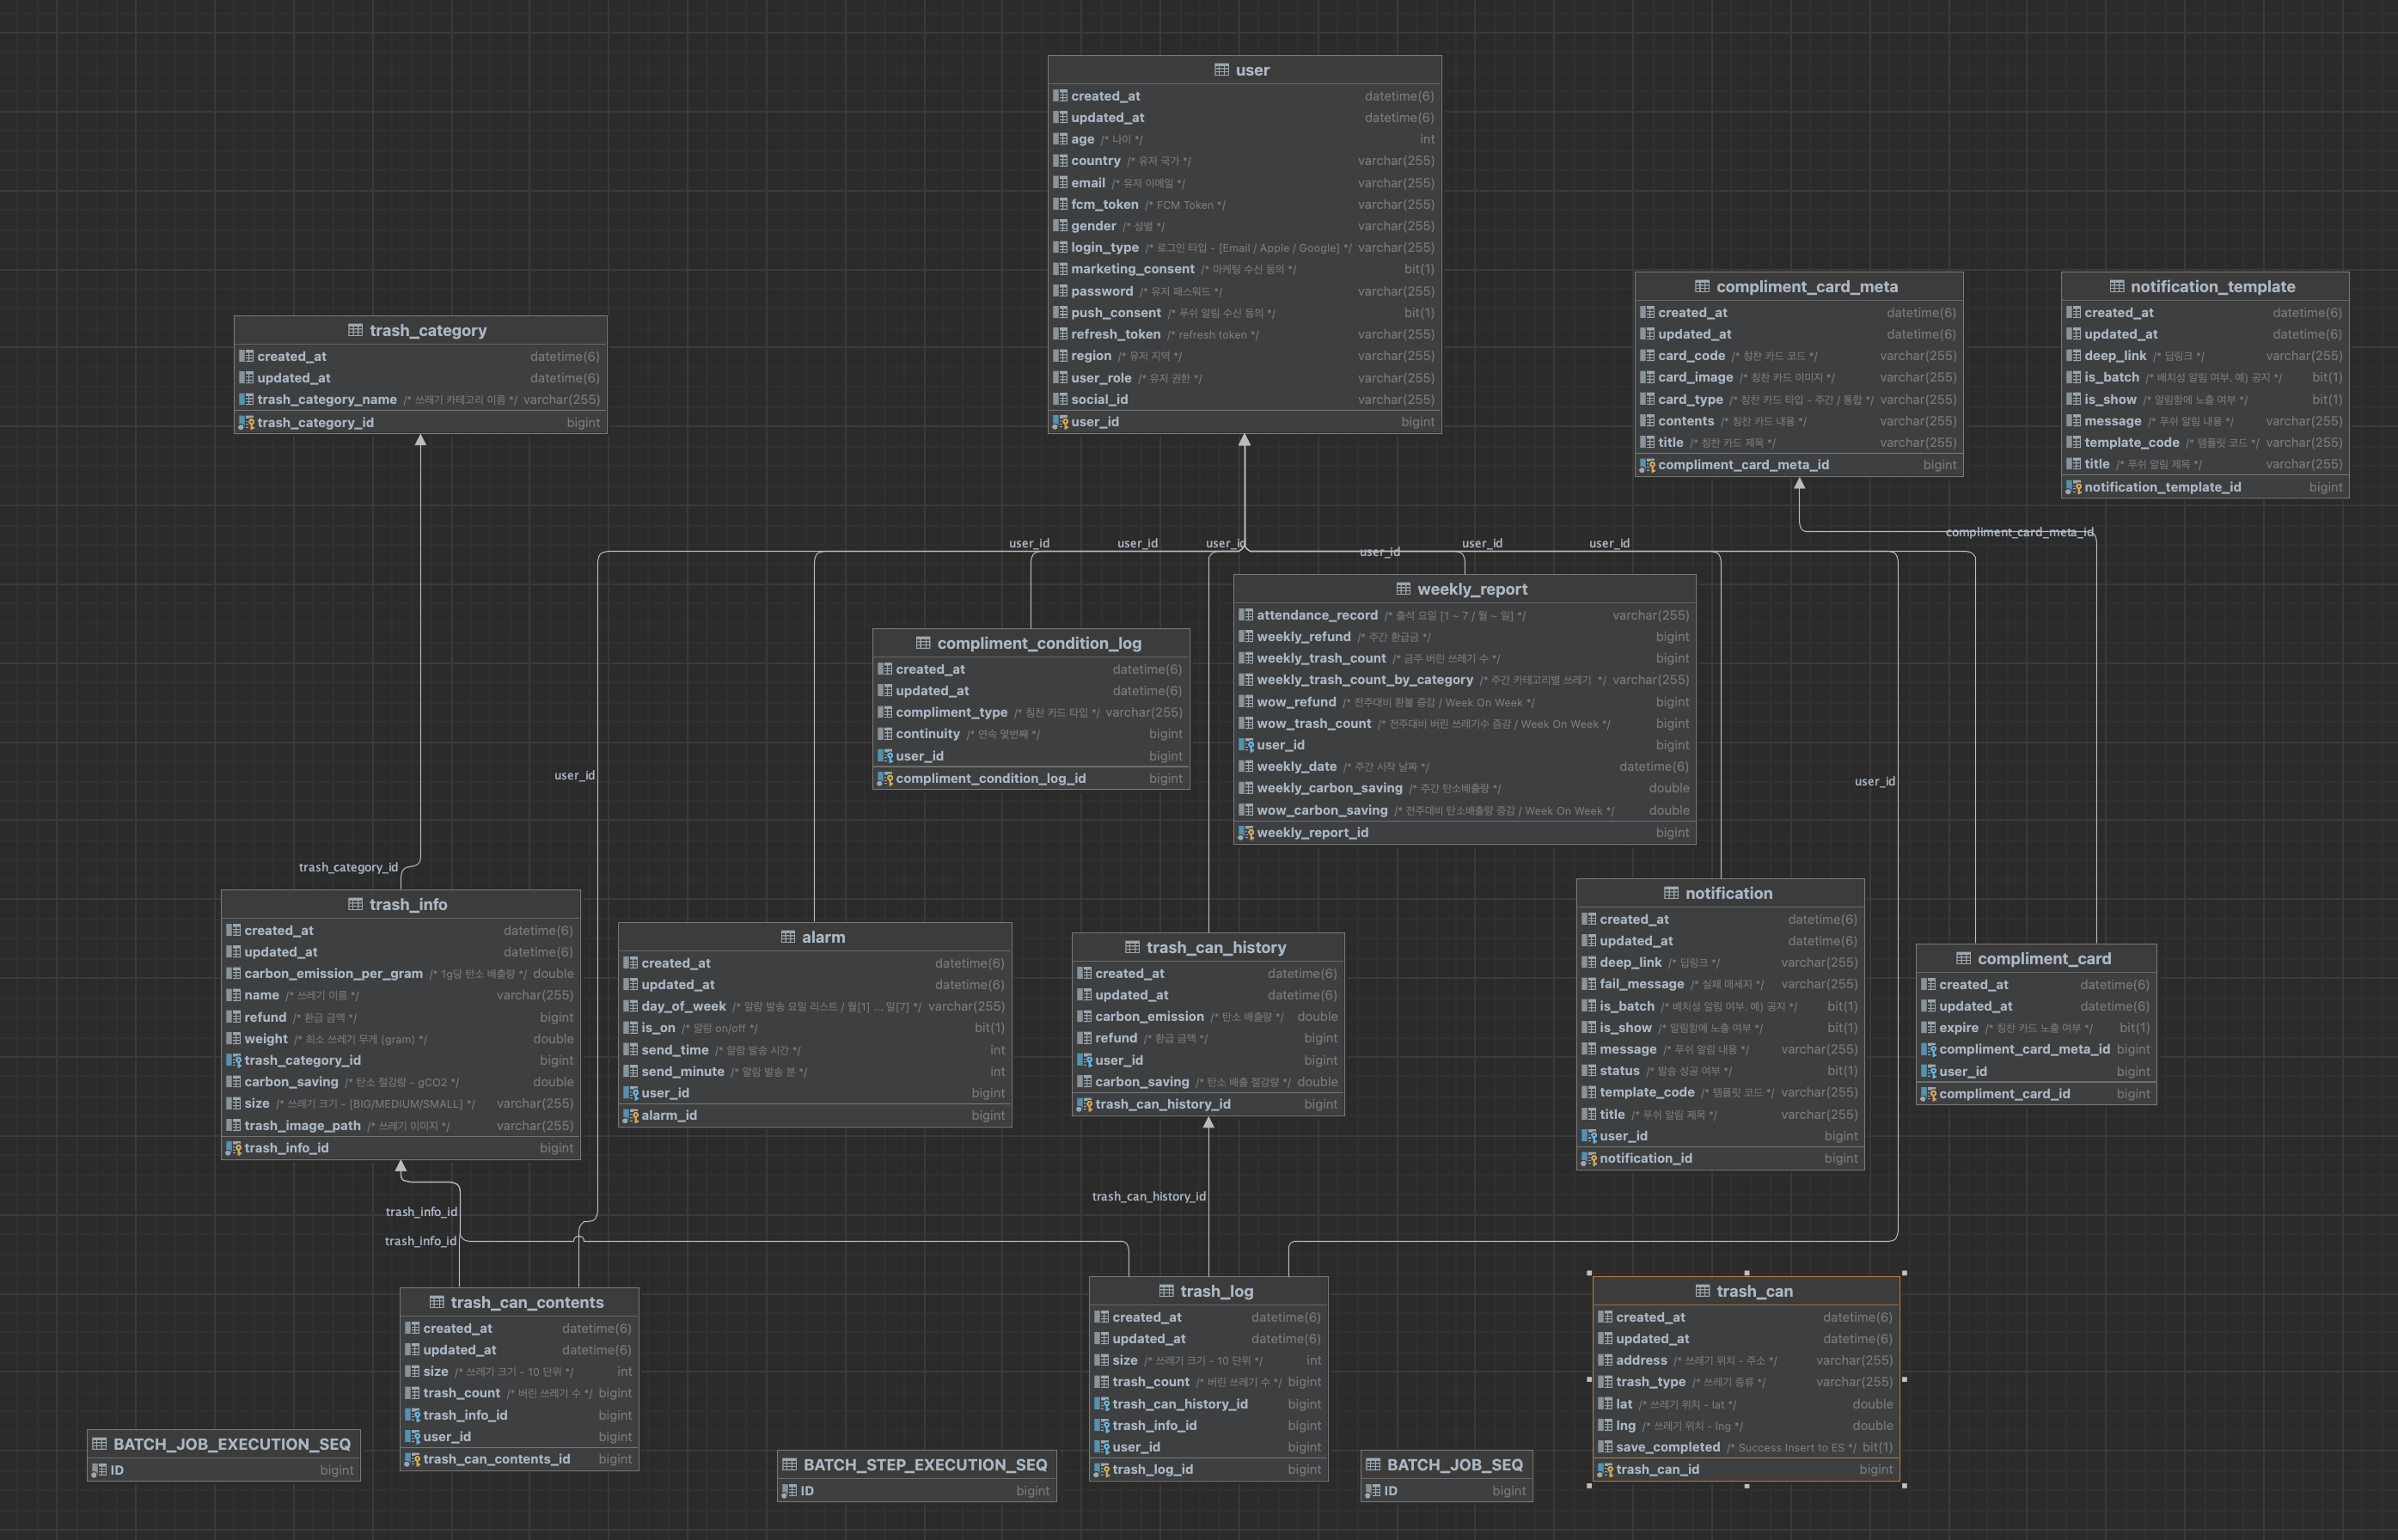 user
created_at datetime(6)
updated_at datetime(6)
age /* 나이 */ int
country /* 유저 국가 */ varchar(255)
email /* 유저 이메일 */ varchar(255)
fcm_token /* FCM Token */ varchar(255)
gender /* 성별 */ varchar(255)
login_type /* 로그인 타입 - [Email / Apple / Google] */ varchar(255)
marketing_consent /* 마케팅 수신 동의 */ bit(1)
password /* 유저 패스워드 */ varchar(255)
push_consent /* 푸쉬 알림 수신 동의 */ bit(1)
refresh_token /* refresh token */ varchar(255)
region /* 유저 지역 */ varchar(255)
user_role /* 유저 권한 */ varchar(255)
social_id varchar(255)
user_id bigint
compliment_card_meta
created_at datetime(6)
updated_at datetime(6)
card_code /* 칭찬 카드 코드 */ varchar(255)
card_image /* 칭찬 카드 이미지 */ varchar(255)
card_type /* 칭찬 카드 타입 - 주간 / 통합 */ varchar(255)
contents /* 칭찬 카드 내용 */ varchar(255)
title /* 칭찬 카드 제목 */ varchar(255)
compliment_card_meta_id bigint
notification_template
created_at datetime(6)
updated_at datetime(6)
deep_link /* 딥링크 */ varchar(255)
is_batch /* 배치성 알림 여부. 예) 공지 */ bit(1)
is_show /* 알림함에 노출 여부 */ bit(1)
message /* 푸쉬 알림 내용 */ varchar(255)
template_code /* 템플릿 코드 */ varchar(255)
title /* 푸쉬 알림 제목 */ varchar(255)
notification_template_id bigint
trash_category
created_at datetime(6)
updated_at datetime(6)
trash_category_name /* 쓰레기 카테고리 이름 */ varchar(255)
trash_category_id bigint
compliment_card_meta_id
user_id user_id user_id user_id user_id user_id
weekly_report
attendance_record /* 출석 요일 [1 ~ 7 / 월 ~ 일] */ varchar(255)
weekly_refund /* 주간 환급금 */ bigint
weekly_trash_count /* 금주 버린 쓰레기 수 */ bigint
weekly_trash_count_by_category /* 주간 카테고리별 쓰레기 */ varchar(255)
wow_refund /* 전주대비 환불 증감 / Week On Week */ bigint
wow_trash_count /* 전주대비 버린 쓰레기수 증감 / Week On Week */ bigint
user_id bigint
weekly_date /* 주간 시작 날짜 */ datetime(6)
weekly_carbon_saving /* 주간 탄소배출량 */ double
wow_carbon_saving /* 전주대비 탄소배출량 증감 / Week On Week */ double
weekly_report_id bigint
compliment_condition_log
created_at datetime(6)
updated_at datetime(6)
compliment_type /* 칭찬 카드 타입 */ varchar(255)
continuity /* 연속 몇번째 */ bigint
user_id bigint
compliment_condition_log_id bigint
user_id
user_id
trash_category_id
trash_info
created_at datetime(6)
updated_at datetime(6)
carbon_emission_per_gram /* 1g당 탄소 배출량 */ double
name /* 쓰레기 이름 */ varchar(255)
refund /* 환급 금액 */ bigint
weight /* 최소 쓰레기 무게 (gram) */ double
trash_category_id bigint
carbon_saving /* 탄소 절감량 - gCO2 */ double
size /* 쓰레기 크기 - [BIG/MEDIUM/SMALL] */ varchar(255)
trash_image_path /* 쓰레기 이미지 */ varchar(255)
trash_info_id bigint
alarm
created_at datetime(6)
updated_at datetime(6)
day_of_week /* 알람 발송 요일 리스트 / 월[1] ... 일[7] */ varchar(255)
is_on /* 알람 on/off */ bit(1)
send_time /* 알람 발송 시간 */ int
send_minute /* 알람 발송 분 */ int
user_id bigint
alarm_id bigint
trash_can_history
created_at datetime(6)
updated_at datetime(6)
carbon_emission /* 탄소 배출량 */ double
refund /* 환급 금액 */ bigint
user_id bigint
carbon_saving /* 탄소 배출 절감량 */ double
trash_can_history_id bigint
notification
created_at datetime(6)
updated_at datetime(6)
deep_link /* 딥링크 */ varchar(255)
fail_message /* 실패 메세지 */ varchar(255)
is_batch /* 배치성 알림 여부. 예) 공지 */ bit(1)
is_show /* 알림함에 노출 여부 */ bit(1)
message /* 푸쉬 알림 내용 */ varchar(255)
status /* 발송 성공 여부 */ bit(1)
template_code /* 템플릿 코드 */ varchar(255)
title /* 푸쉬 알림 제목 */ varchar(255)
user_id bigint
notification_id bigint
compliment_card
created_at datetime(6)
updated_at datetime(6)
expire /* 칭찬 카드 노출 여부 */ bit(1)
compliment_card_meta_id bigint
user_id bigint
compliment_card_id bigint
trash_can_history_id
trash_info_id
trash_info_id
trash_can_contents
created_at datetime(6)
updated_at datetime(6)
size /* 쓰레기 크기 - 10 단위 */ int
trash_count /* 버린 쓰레기 수 */ bigint
trash_info_id bigint
user_id bigint
trash_can_contents_id bigint
trash_log
created_at datetime(6)
updated_at datetime(6)
size /* 쓰레기 크기 - 10 단위 */ int
trash_count /* 버린 쓰레기 수 */ bigint
trash_can_history_id bigint
trash_info_id bigint
user_id bigint
trash_log_id bigint
trash_can
created_at datetime(6)
updated_at datetime(6)
address /* 쓰레기 위치 - 주소 */ varchar(255)
trash_type /* 쓰레기 종류 */ varchar(255)
lat /* 쓰레기 위치 - lat */ double
lng /* 쓰레기 위치 - lng */ double
save_completed /* Success Insert to ES */ bit(1)
trash_can_id bigint
BATCH_JOB_EXECUTION_SEQ
ID bigint
BATCH_STEP_EXECUTION_SEQ
ID bigint
BATCH_JOB_SEQ
ID bigint